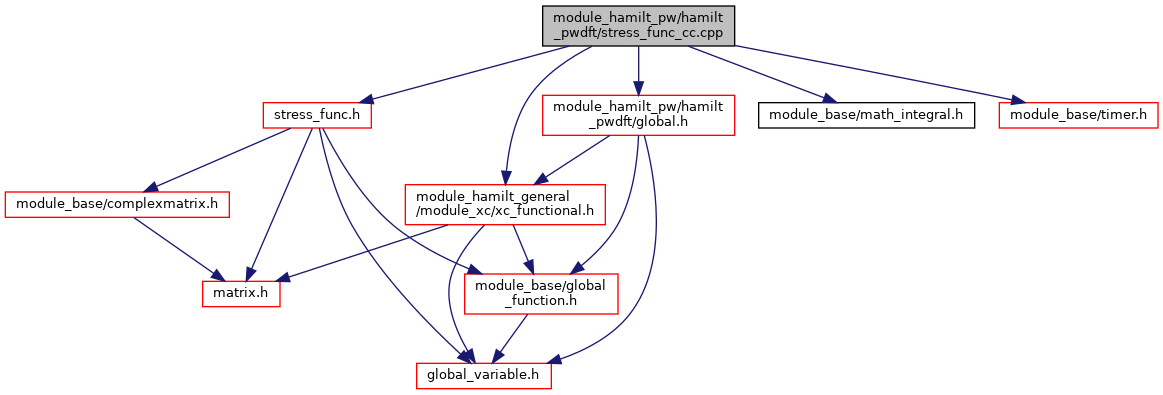 module_hamilt_pw/hamilt
_pwdft/stress_func_cc.cpp
stress_func.h
module_hamilt_pw/hamilt
_pwdft/global.h
module_base/math_integral.h
module_base/timer.h
module_base/complexmatrix.h
module_hamilt_general
/module_xc/xc_functional.h
matrix.h
module_base/global
_function.h
global_variable.h